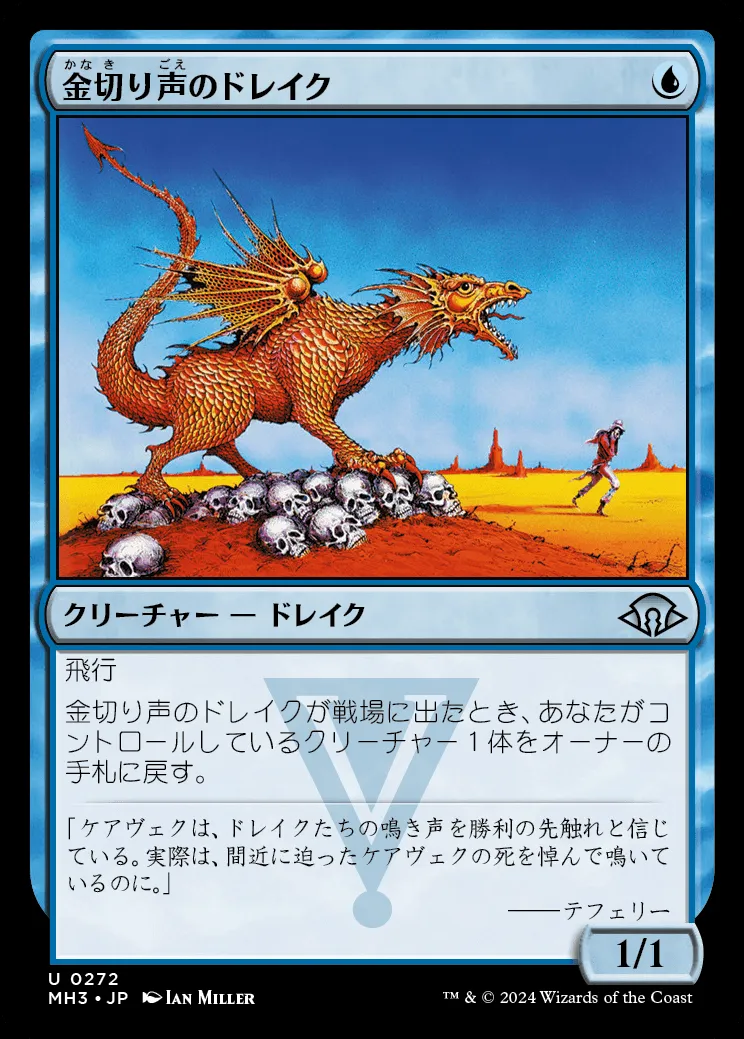 かなき ごえ
金切り声のドレイク
クリーチャー — ドレイク
飛行
金切り声のドレイクが戦場に出たとき、あなたがコ
ントロールしているクリーチャー１体をオーナーの
手札に戻す。
「ケアヴェクは、ドレイクたちの鳴き声を勝利の先触れと信じ
ている。実際は、間近に迫ったケアヴェクの死を悼んで鳴いて
いるのに。」
——テフェリー
1/1
U 0272
MH3 • JP Ian Miller
™ & © 2024 Wizards of the Coast